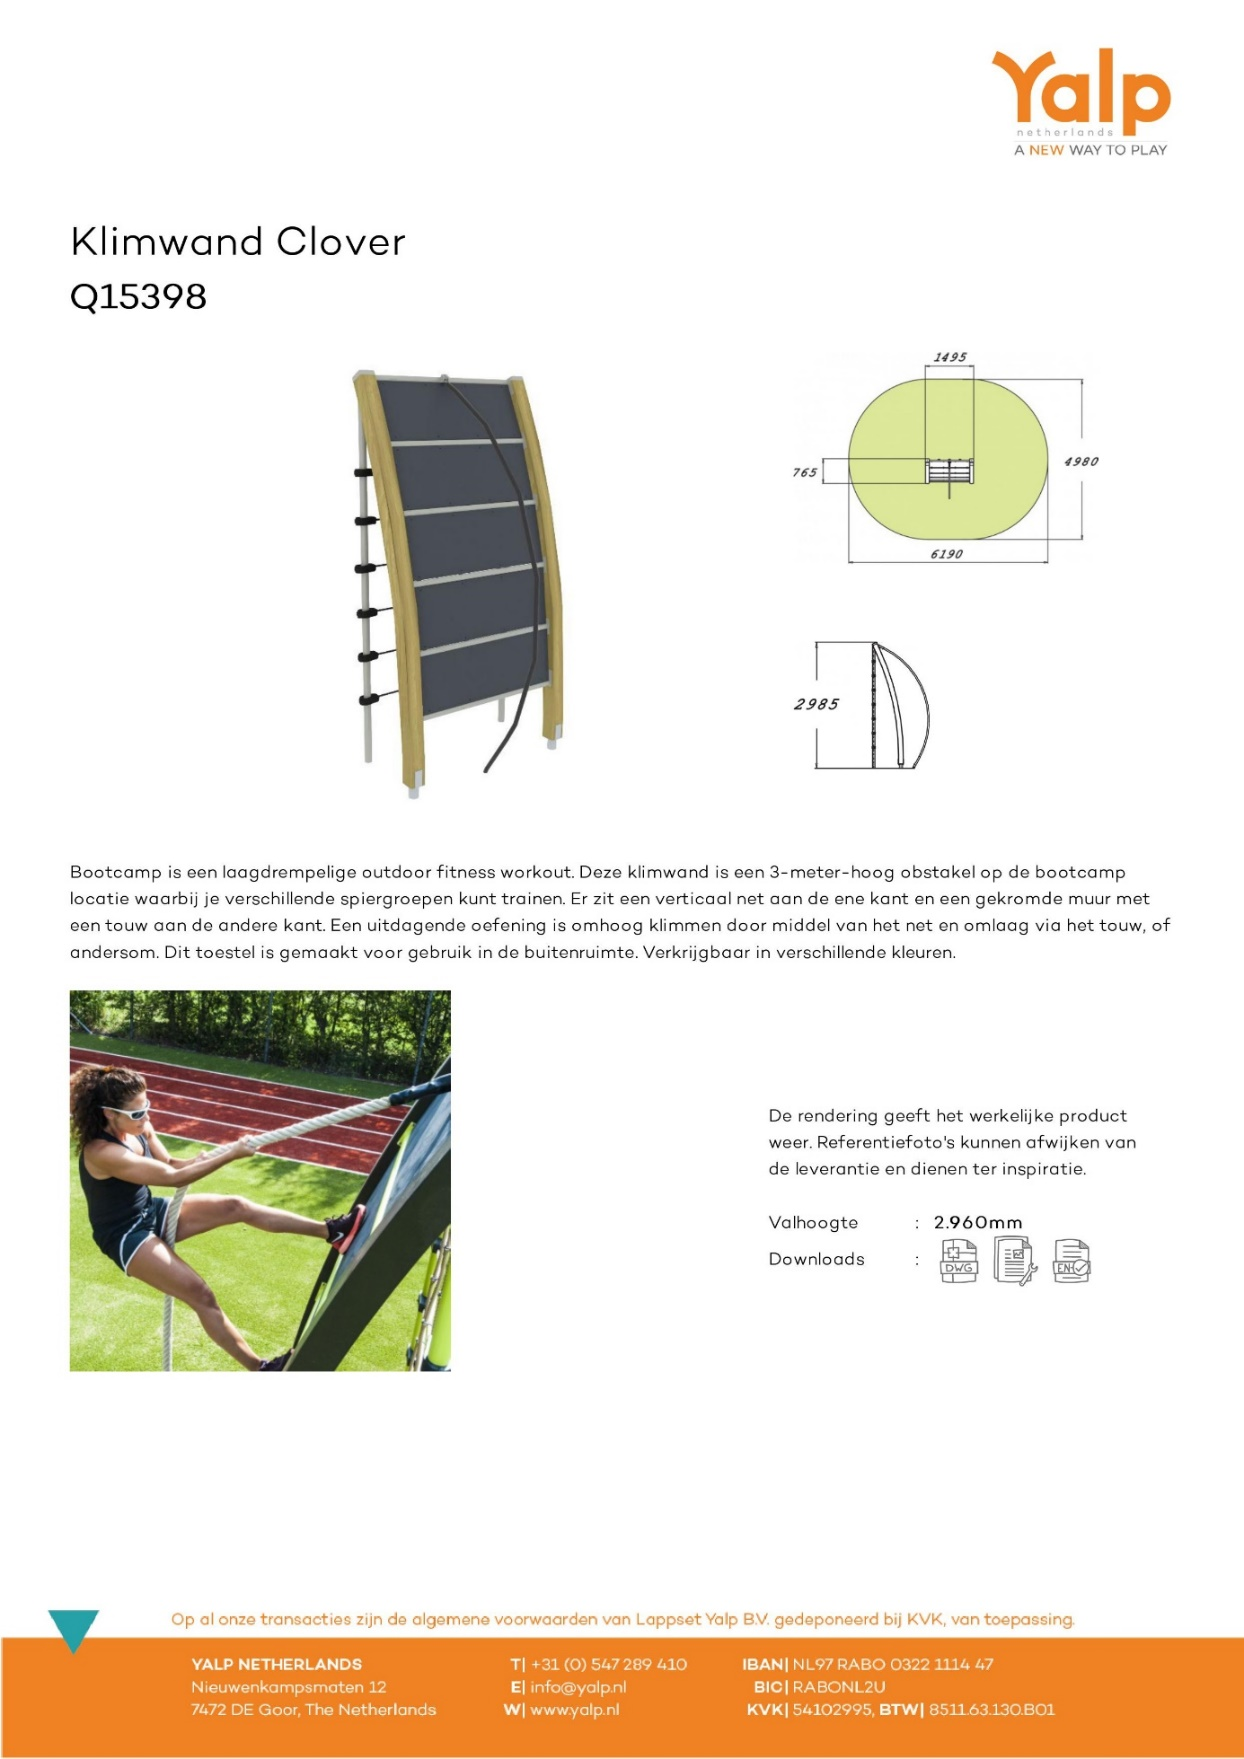 Yalp
netherlands
A NEW WAY TO PLAY
Klimwand Clover
Q15398
1495
765
4980
6190
2985
Bootcamp is een laagdrempelige outdoor fitness workout. Deze klimwand is een 3-meter-hoog obstakel op de bootcamp
locatie waarbij je verschillende spiergroepen kunt trainen. Er zit een verticaal net aan de ene kant en een gekromde muur met
een touw aan de andere kant. Een uitdagende oefening is omhoog klimmen door middel van het net en omlaag via het touw, of
andersom. Dit toestel is gemaakt voor gebruik in de buitenruimte. Verkrijgbaar in verschillende kleuren.
De rendering geeft het werkelijke product
weer. Referentiefoto's kunnen afwijken van
de leverantie en dienen ter inspiratie.
Valhoogte : 2.960mm
Downloads : DWG EN
Op al onze transacties zijn de algemene voorwaarden van Lappset Yalp B.V. gedeponeerd bij KVK, van toepassing.
YALP NETHERLANDS T| +31 (0) 547 289 410 IBAN| NL97 RABO 0322 1114 47
Nieuwenkampsmaten 12 E| info@yalp.nl BIC| RABONL2U
7472 DE Goor, The Netherlands W| www.yalp.nl KVK| 54102995, BTW| 8511.63.130.B01